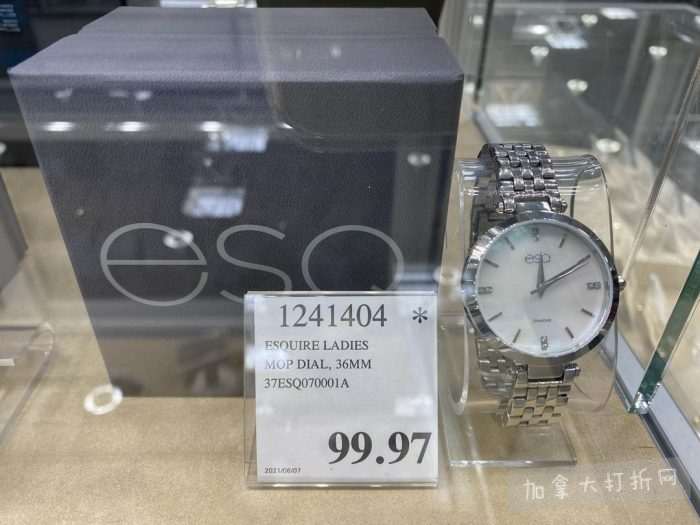 esq
1241404 *
ESQUIRE LADIES
MOP DIAL, 36MM
37ESQ070001A
99.97
2021/06/07
esq
加拿大打折网